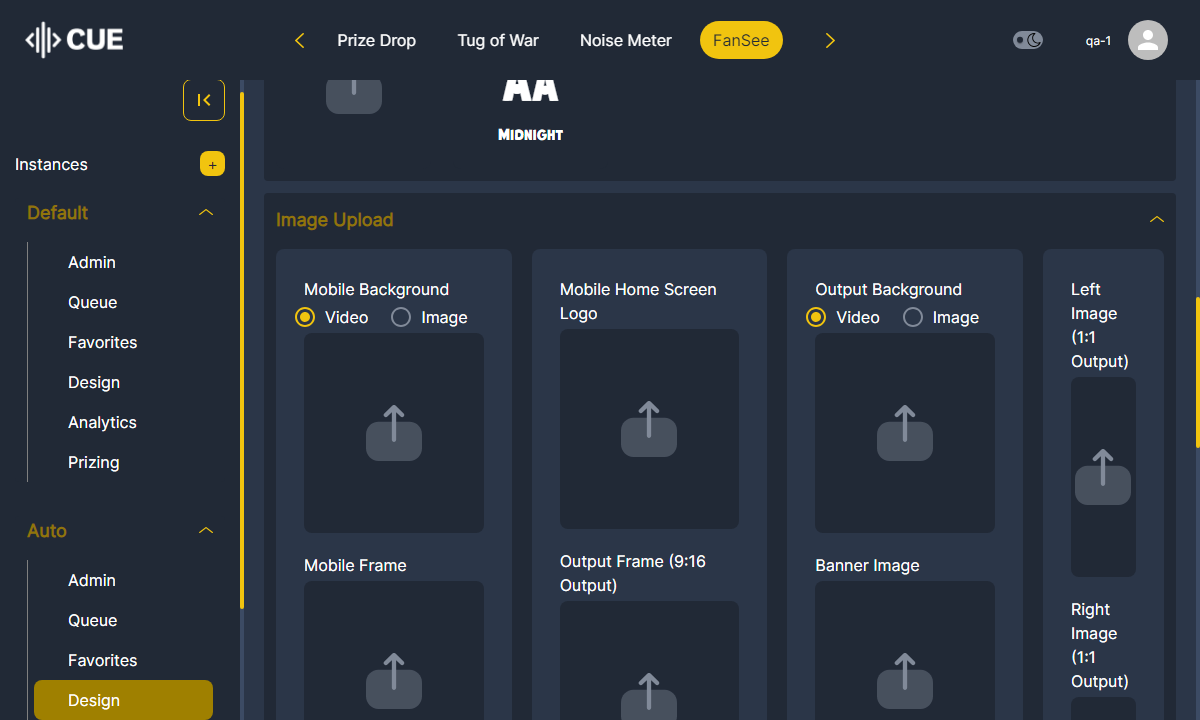 CUE
Prize Drop
Tug of War
Noise Meter
FanSee
qa-1
Instances
+
Default
Admin
Queue
Favorites
Design
Analytics
Prizing
Auto
Admin
Queue
Favorites
Design
AA
Midnight
Image Upload
Mobile Background
Video
Image
Mobile Frame
Mobile Home Screen
Logo
Output Frame (9:16
Output)
Output Background
Video
Image
Banner Image
Left
Image
(1:1
Output)
Right
Image
(1:1
Output)